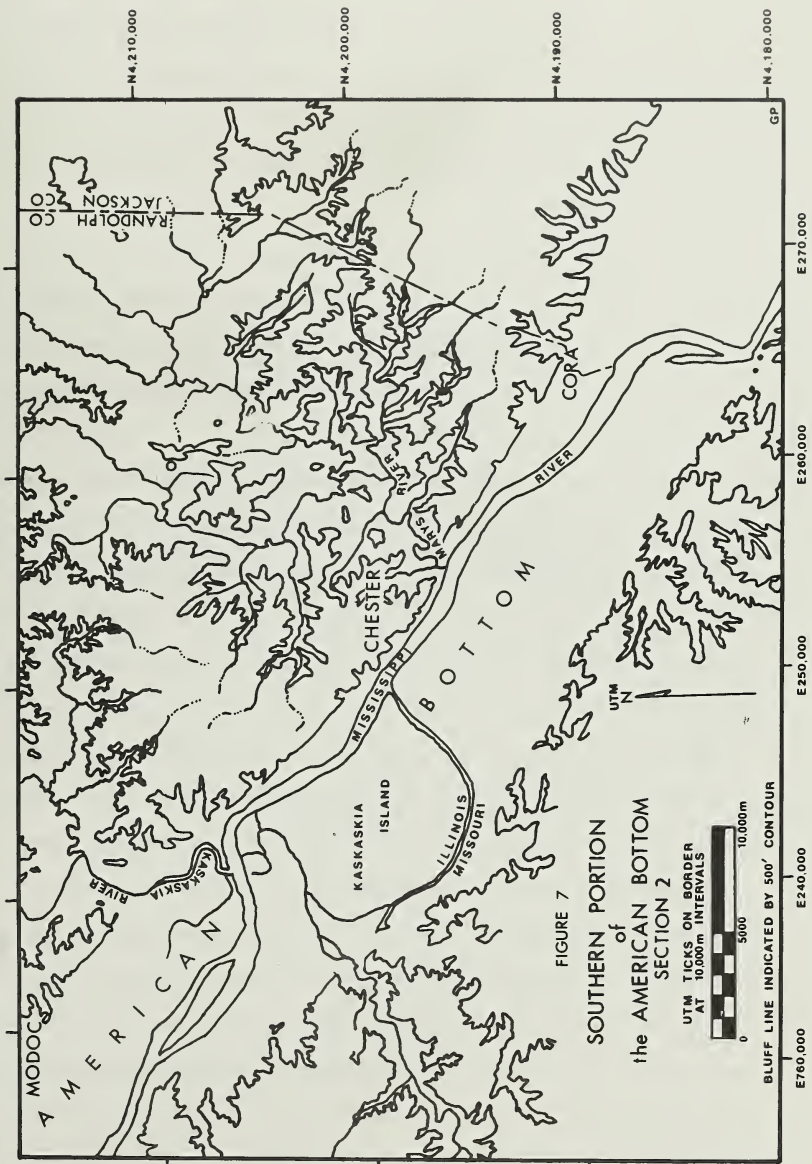 N4,210,000
N4,200,000
N4,190,000
N4,180,000
MODOC
AMERICAN
BOTTOM
KASKASKIA
RIVER
RANDOLPH CO
JACKSON CO
CHESTER
MISSISSIPPI
RIVER
MARYS
RIVER
CORA
KASKASKIA
ISLAND
ILLINOIS
MISSOURI
UTM
N
FIGURE 7
SOUTHERN PORTION
of
the AMERICAN BOTTOM
SECTION 2
UTM TICKS ON BORDER
AT 10,000m INTERVALS
0 5000 10,000m
BLUFF LINE INDICATED BY 500' CONTOUR
GP
E760,000
E240,000
E250,000
E260,000
E270,000